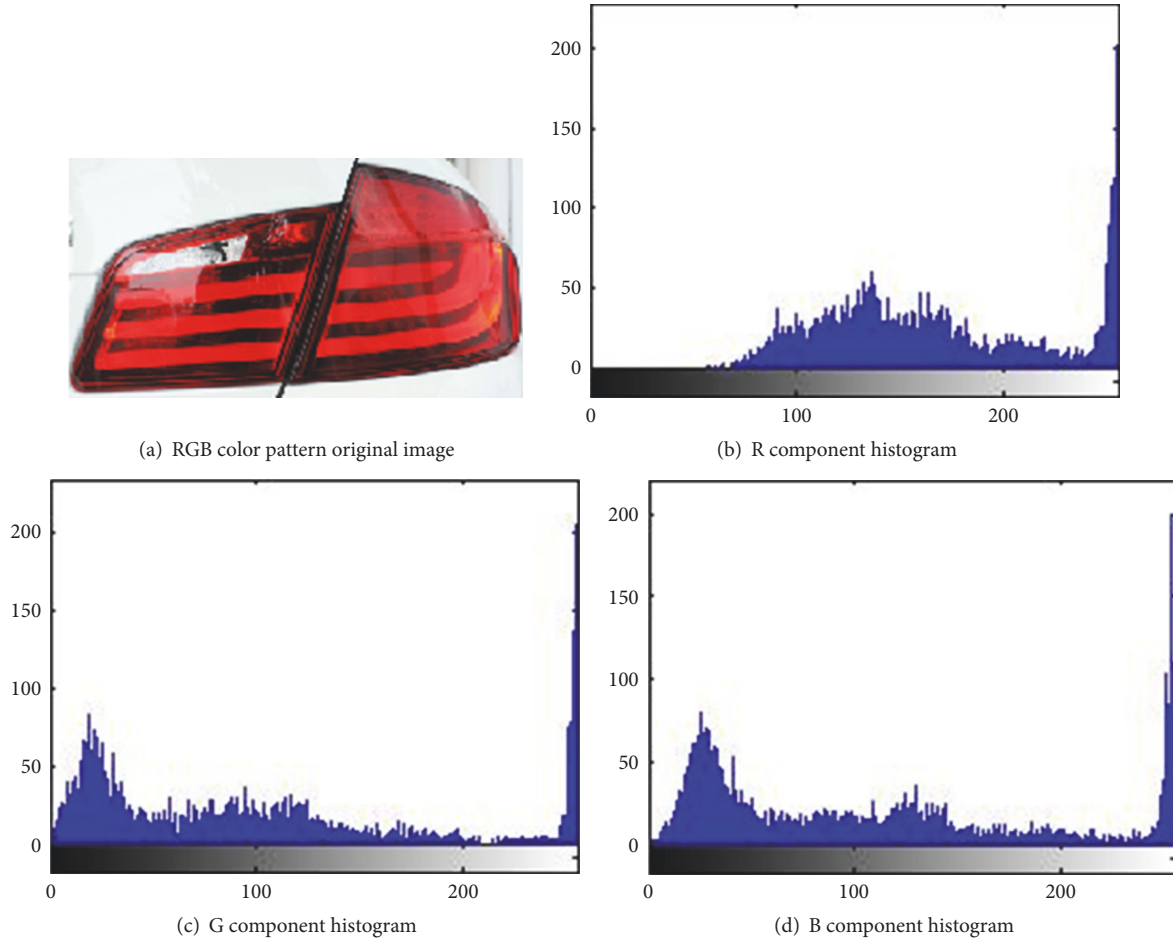 200
150
100
50
0
0 100 200
(a) RGB color pattern original image
(b) R component histogram
200
150
100
50
0
0 100 200
(c) G component histogram
200
150
100
50
0
0 100 200
(d) B component histogram